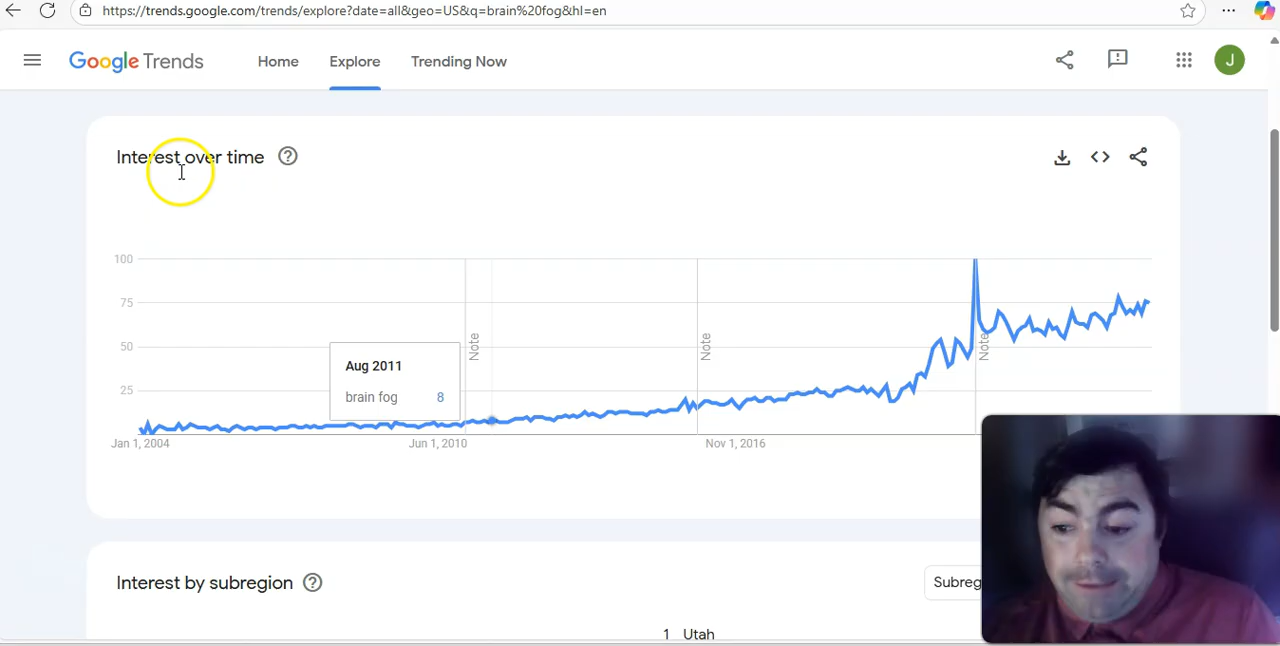 https://trends.google.com/trends/explore?date=all&geo=US&q=brain%20fog&hl=en
Google Trends Home Explore Trending Now J
Interest over time
100
75
50
25
Note
Note
Note
Aug 2011
brain fog 8
Jan 1, 2004 Jun 1, 2010 Nov 1, 2016
Interest by subregion Subreg
1 Utah